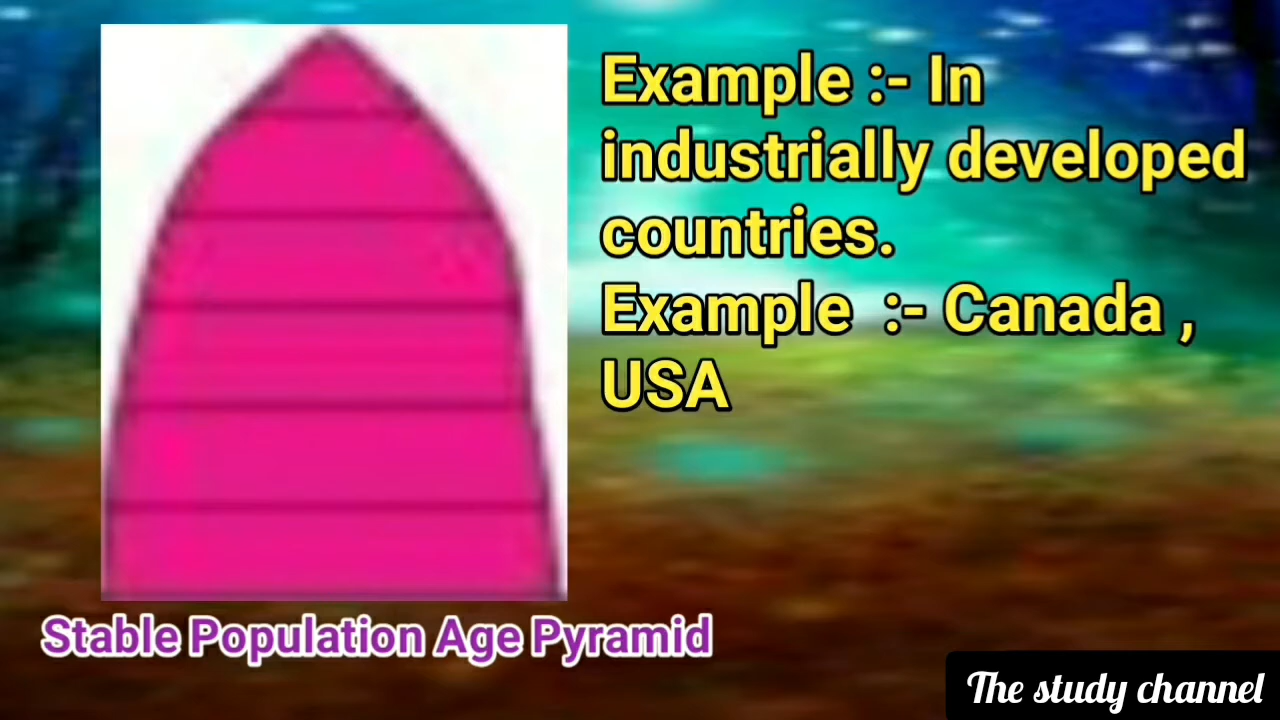 Example :- In
industrially developed
countries.
Example  :- Canada ,
USA
Stable Population Age Pyramid
The study channel